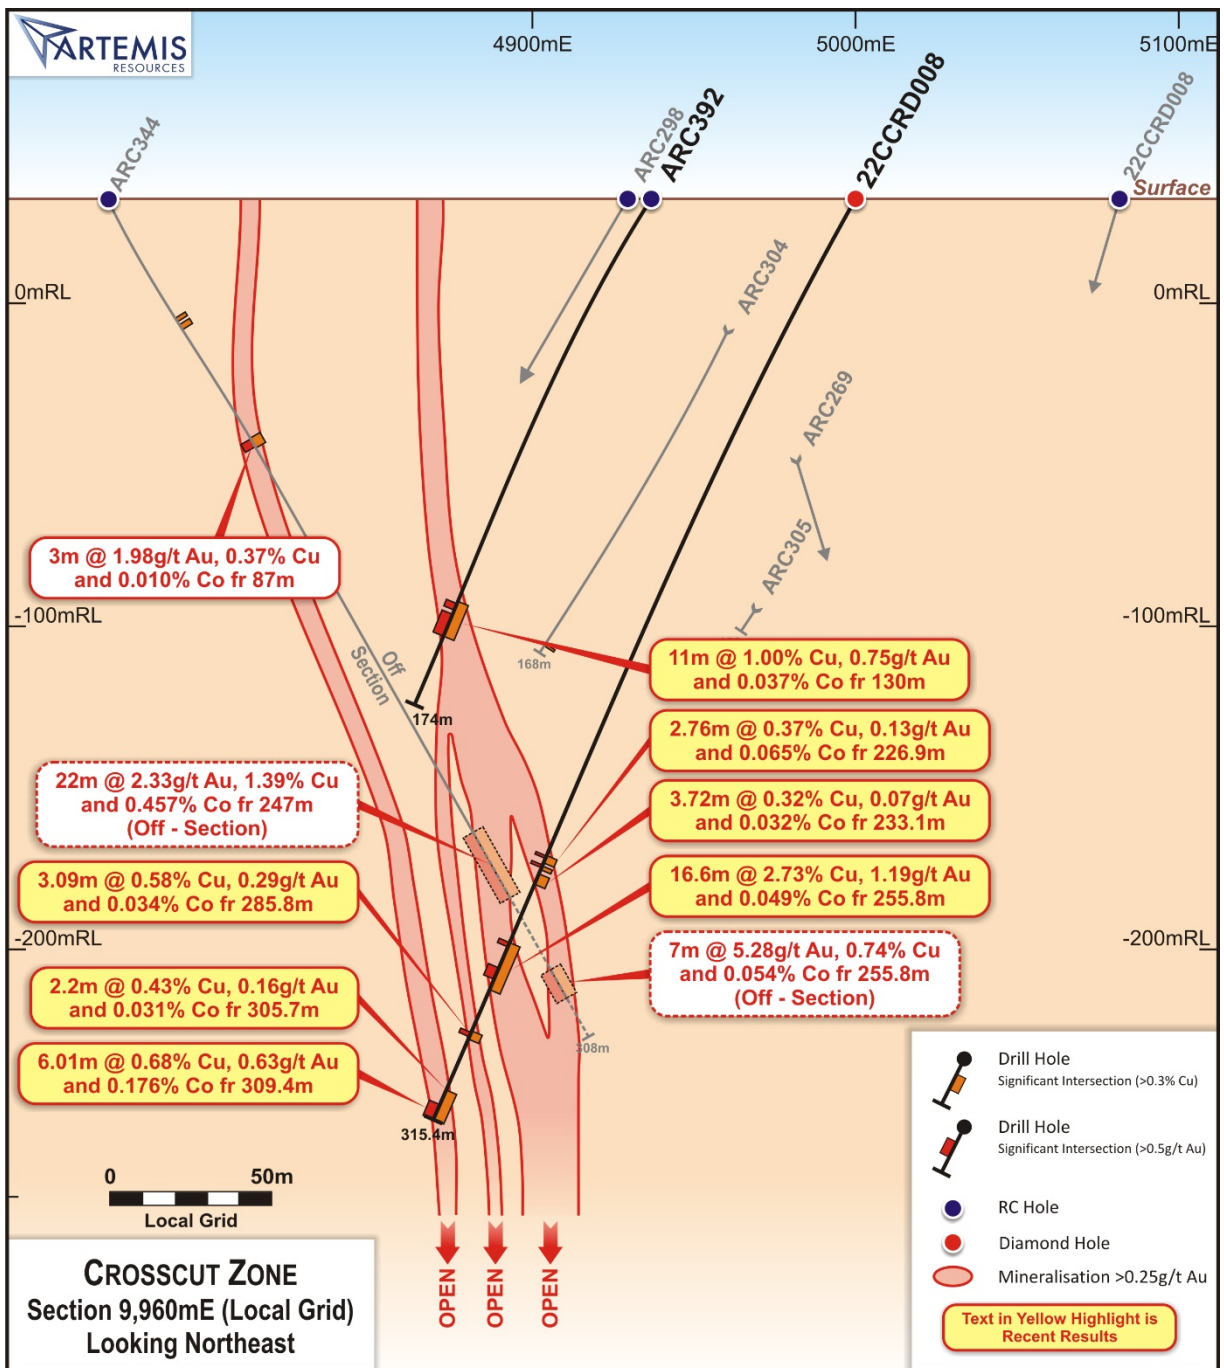 ARTEMIS
RESOURCES
4900mE
5000mE
5100mE
ARC344
ARC298
ARC392
22CCRD008
22CCRD008
Surface
0mRL
0mRL
ARC304
ARC269
ARC305
3m @ 1.98g/t Au, 0.37% Cu
and 0.010% Co fr 87m
-100mRL
-100mRL
Off
Section
168m
174m
11m @ 1.00% Cu, 0.75g/t Au
and 0.037% Co fr 130m
2.76m @ 0.37% Cu, 0.13g/t Au
and 0.065% Co fr 226.9m
22m @ 2.33g/t Au, 1.39% Cu
and 0.457% Co fr 247m
(Off - Section)
3.72m @ 0.32% Cu, 0.07g/t Au
and 0.032% Co fr 233.1m
3.09m @ 0.58% Cu, 0.29g/t Au
and 0.034% Co fr 285.8m
16.6m @ 2.73% Cu, 1.19g/t Au
and 0.049% Co fr 255.8m
-200mRL
-200mRL
7m @ 5.28g/t Au, 0.74% Cu
and 0.054% Co fr 255.8m
(Off - Section)
2.2m @ 0.43% Cu, 0.16g/t Au
and 0.031% Co fr 305.7m
308m
6.01m @ 0.68% Cu, 0.63g/t Au
and 0.176% Co fr 309.4m
315.4m
0
50m
Local Grid
OPEN
OPEN
OPEN
CROSSCUT ZONE
Section 9,960mE (Local Grid)
Looking Northeast
Drill Hole
Significant Intersection (>0.3% Cu)
Drill Hole
Significant Intersection (>0.5g/t Au)
RC Hole
Diamond Hole
Mineralisation >0.25g/t Au
Text in Yellow Highlight is
Recent Results